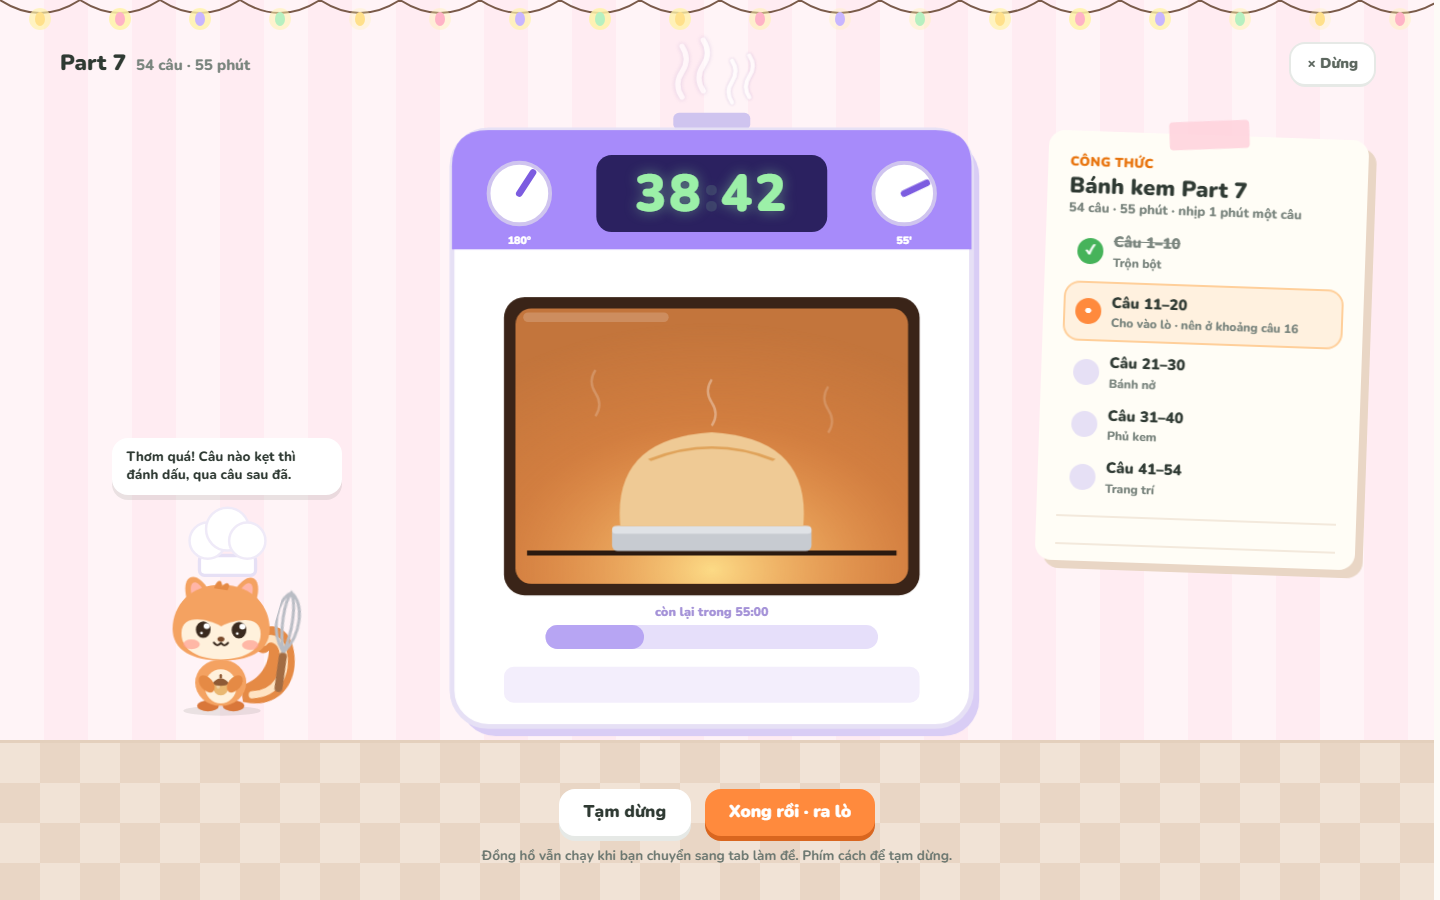 Part 7 54 câu · 55 phút
× Dừng
38:42
180°
55'
CÔNG THỨC
Bánh kem Part 7
54 câu · 55 phút · nhịp 1 phút một câu
✓ Câu 1–10
Trộn bột
Câu 11–20
Cho vào lò · nên ở khoảng câu 16
Câu 21–30
Bánh nở
Câu 31–40
Phủ kem
Câu 41–54
Trang trí
Thơm quá! Câu nào kẹt thì
đánh dấu, qua câu sau đã.
còn lại trong 55:00
Tạm dừng
Xong rồi · ra lò
Đồng hồ vẫn chạy khi bạn chuyển sang tab làm đề. Phím cách để tạm dừng.